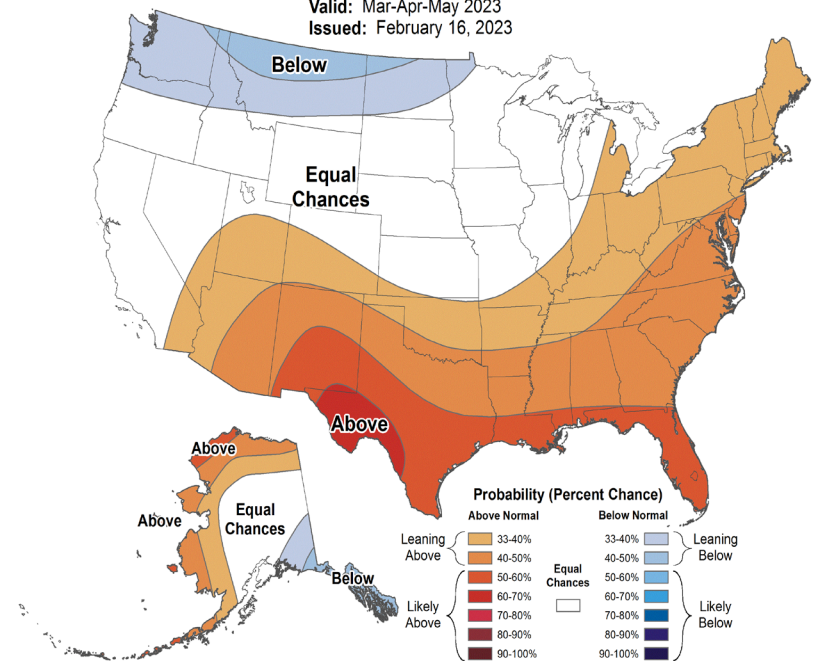 Valid: Mar-Apr-May 2023
Issued: February 16, 2023
Below
Equal
Chances
Above
Above
Above
Equal
Chances
Below
Probability (Percent Chance)
Above Normal
Below Normal
Leaning
Above
33-40%
40-50%
Likely
Above
50-60%
60-70%
70-80%
80-90%
90-100%
Equal
Chances
33-40%
40-50%
Leaning
Below
50-60%
60-70%
70-80%
80-90%
90-100%
Likely
Below